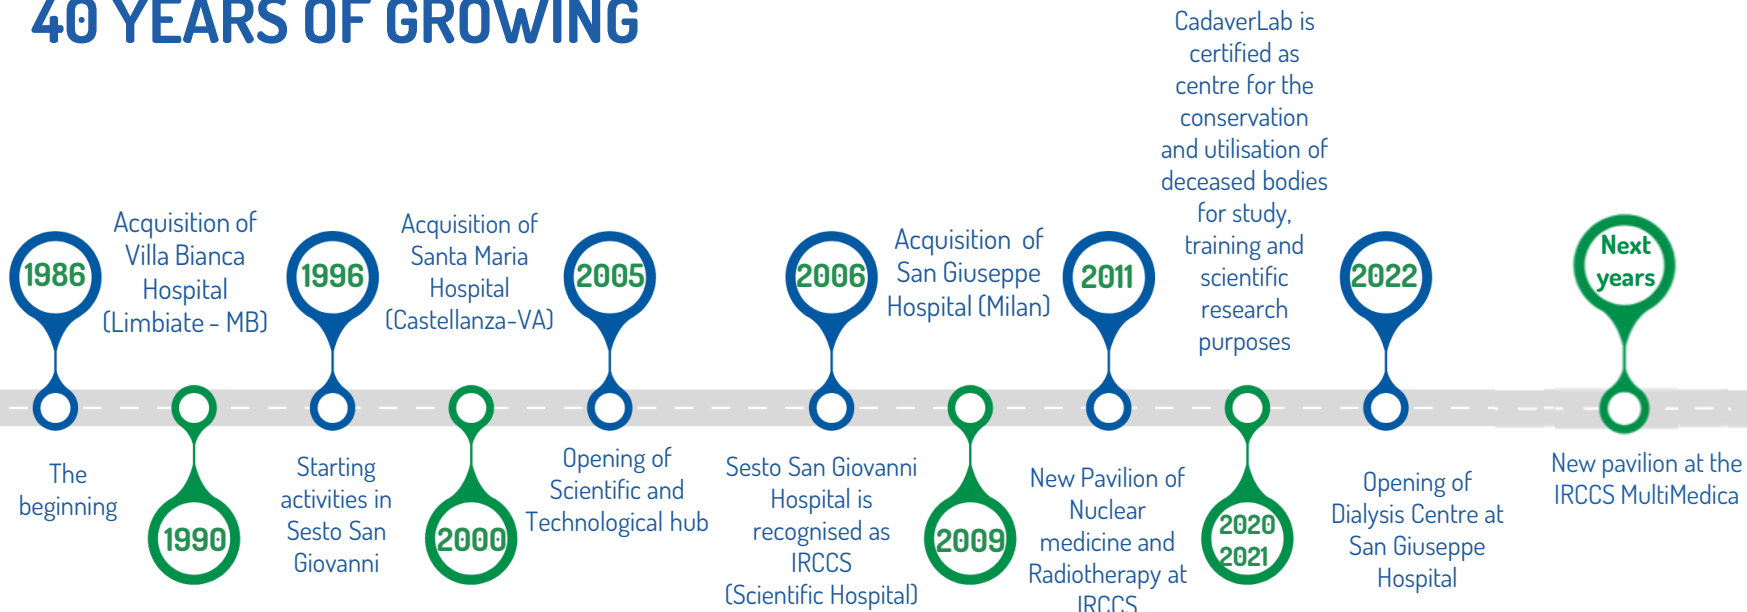 40 YEARS OF GROWING
1986
The
beginning
Acquisition of
Villa Bianca
Hospital
(Limbiate - MB)
1990
1996
Starting
activities in
Sesto San
Giovanni
Acquisition of
Santa Maria
Hospital
(Castellanza-VA)
2000
2005
Opening of
Scientific and
Technological hub
2006
Sesto San Giovanni
Hospital is
recognised as
IRCCS
(Scientific Hospital)
Acquisition of
San Giuseppe
Hospital (Milan)
2009
2011
New Pavilion of
Nuclear
medicine and
Radiotherapy at
IRCCS
CadaverLab is
certified as
centre for the
conservation
and utilisation of
deceased bodies
for study,
training and
scientific
research
purposes
2020
2021
2022
Opening of
Dialysis Centre at
San Giuseppe
Hospital
Next
years
New pavilion at the
IRCCS MultiMedica